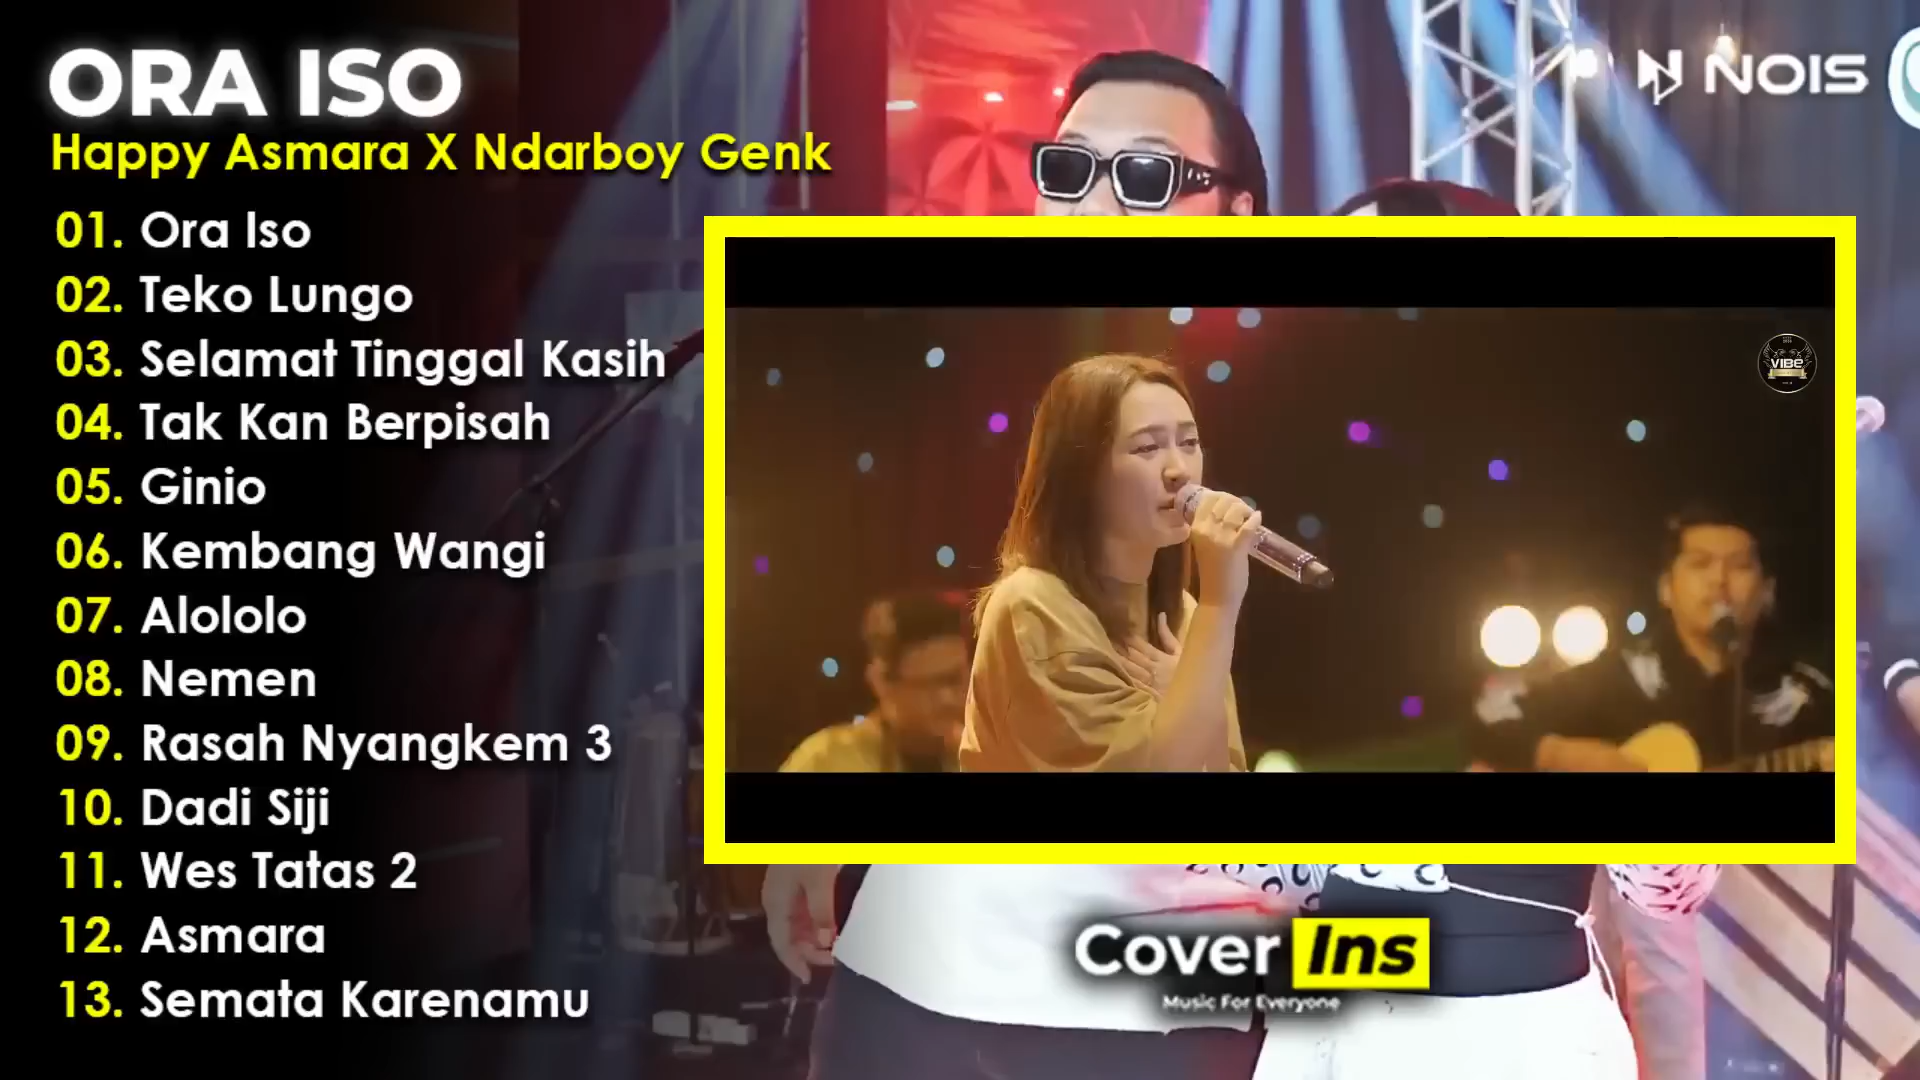 ORA ISO
NOIS
Happy Asmara X Ndarboy Genk
01. Ora Iso
02. Teko Lungo
03. Selamat Tinggal Kasih
04. Tak Kan Berpisah
05. Ginio
06. Kembang Wangi
07. Alololo
08. Nemen
09. Rasah Nyangkem 3
10. Dadi Siji
11. Wes Tatas 2
12. Asmara
13. Semata Karenamu
VIBE
Cover Ins
Music For Everyone